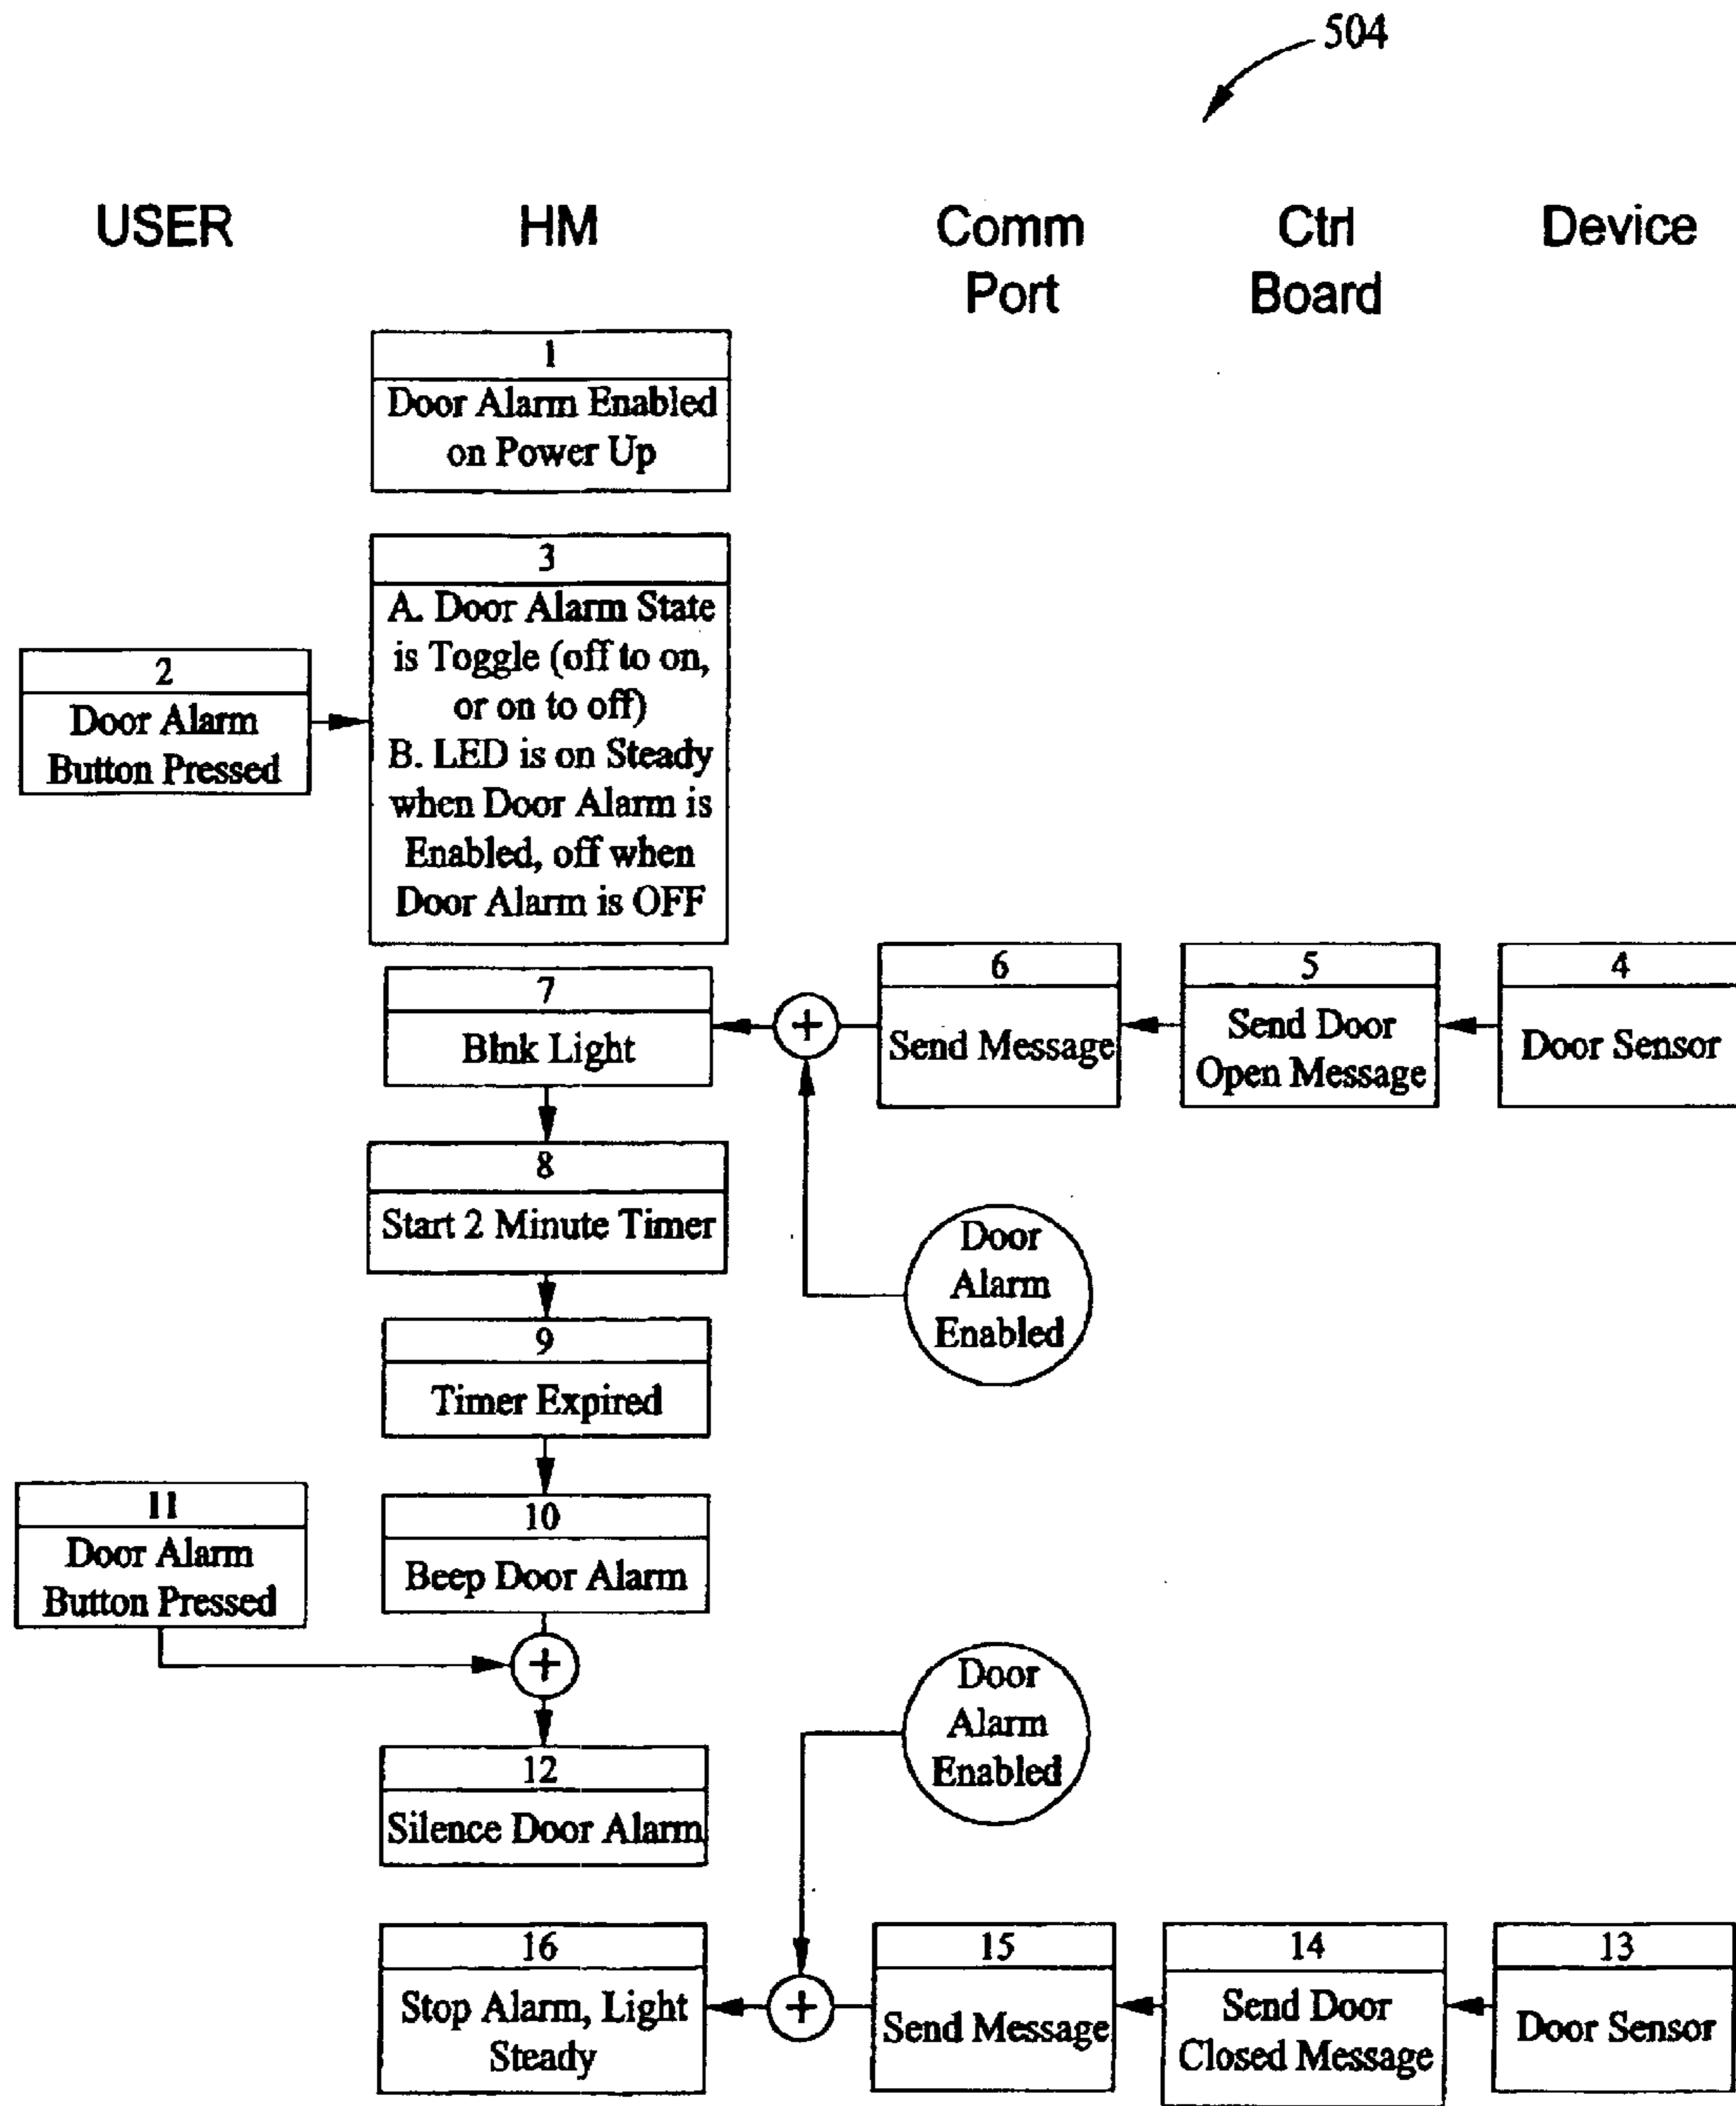 504
USER
HM
Comm
Port
Ctrl
Board
Device
1
Door Alarm Enabled
on Power Up
3
A. Door Alarm State
is Toggle (off to on,
or on to off)
B. LED is on Steady
when Door Alarm is
Enabled, off when
Door Alarm is OFF
2
Door Alarm
Button Pressed
6
Send Message
5
Send Door
Open Message
4
Door Sensor
7
Blnk Light
+
8
Start 2 Minute Timer
Door
Alarm
Enabled
9
Timer Expired
11
Door Alarm
Button Pressed
10
Beep Door Alarm
+
Door
Alarm
Enabled
12
Silence Door Alarm
16
Stop Alarm, Light
Steady
+
15
Send Message
14
Send Door
Closed Message
13
Door Sensor